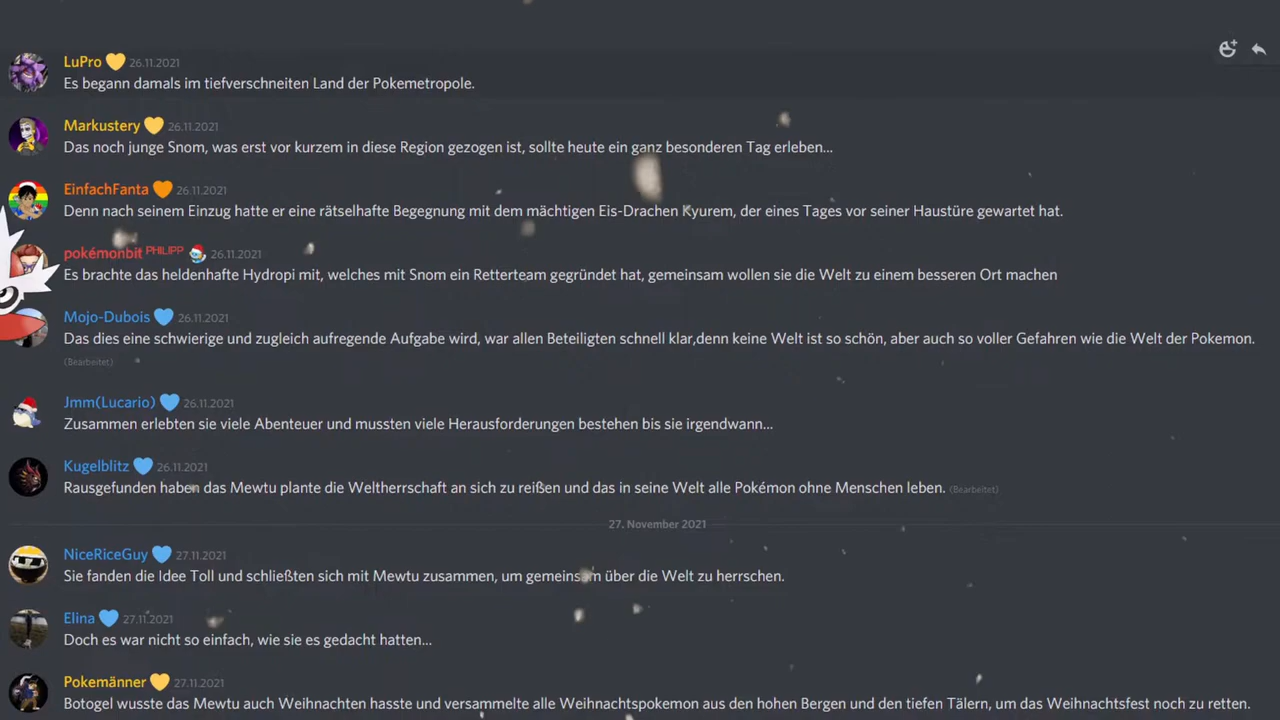 LuPro 26.11.2021
Es begann damals im tiefverschneiten Land der Pokemetropole.
Markustery 26.11.2021
Das noch junge Snom, was erst vor kurzem in diese Region gezogen ist, sollte heute ein ganz besonderen Tag erleben...
EinfachFanta 26.11.2021
Denn nach seinem Einzug hatte er eine rätselhafte Begegnung mit dem mächtigen Eis-Drachen Kyurem, der eines Tages vor seiner Haustüre gewartet hat.
pokémonbit PHILIPP 26.11.2021
Es brachte das heldenhafte Hydropi mit, welches mit Snom ein Retterteam gegründet hat, gemeinsam wollen sie die Welt zu einem besseren Ort machen
Mojo-Dubois 26.11.2021
Das dies eine schwierige und zugleich aufregende Aufgabe wird, war allen Beteiligten schnell klar,denn keine Welt ist so schön, aber auch so voller Gefahren wie die Welt der Pokemon.
(Bearbeitet)
Jmm(Lucario) 26.11.2021
Zusammen erlebten sie viele Abenteuer und mussten viele Herausforderungen bestehen bis sie irgendwann...
Kugelblitz 26.11.2021
Rausgefunden haben das Mewtu plante die Weltherrschaft an sich zu reißen und das in seine Welt alle Pokémon ohne Menschen leben. (Bearbeitet)
27. November 2021
NiceRiceGuy 27.11.2021
Sie fanden die Idee Toll und schließten sich mit Mewtu zusammen, um gemeinsam über die Welt zu herrschen.
Elina 27.11.2021
Doch es war nicht so einfach, wie sie es gedacht hatten...
Pokemänner 27.11.2021
Botogel wusste das Mewtu auch Weihnachten hasste und versammelte alle Weihnachtspokemon aus den hohen Bergen und den tiefen Tälern, um das Weihnachtsfest noch zu retten.